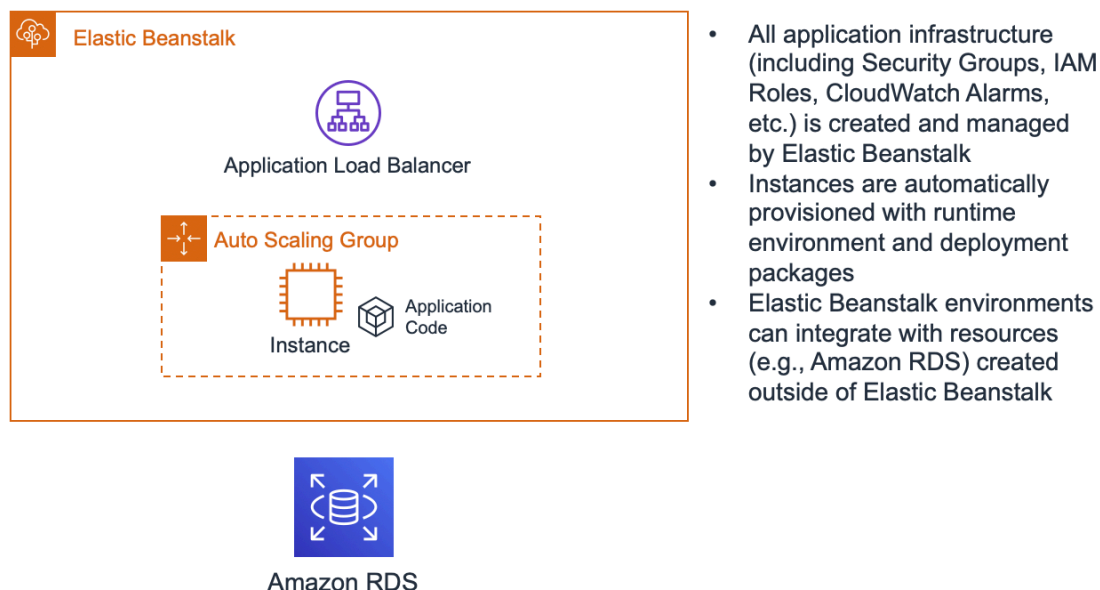 Elastic Beanstalk
Application Load Balancer
Auto Scaling Group
Instance
Application
Code
Amazon RDS
• All application infrastructure
(including Security Groups, IAM
Roles, CloudWatch Alarms,
etc.) is created and managed
by Elastic Beanstalk
• Instances are automatically
provisioned with runtime
environment and deployment
packages
• Elastic Beanstalk environments
can integrate with resources
(e.g., Amazon RDS) created
outside of Elastic Beanstalk